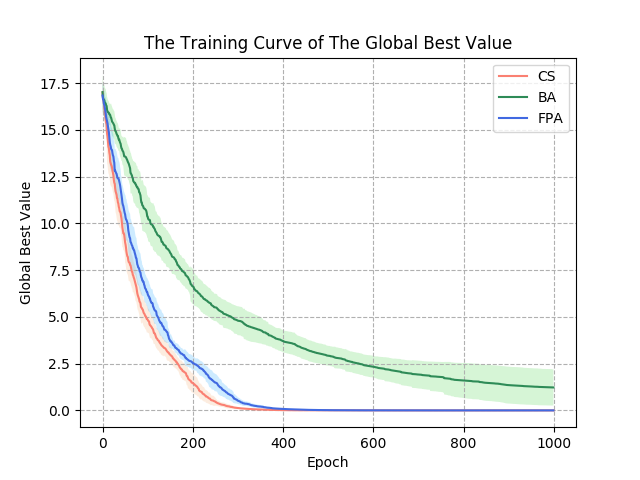 The Training Curve of The Global Best Value
CS
BA
FPA
Global Best Value
17.5
15.0
12.5
10.0
7.5
5.0
2.5
0.0
0 200 400 600 800 1000
Epoch